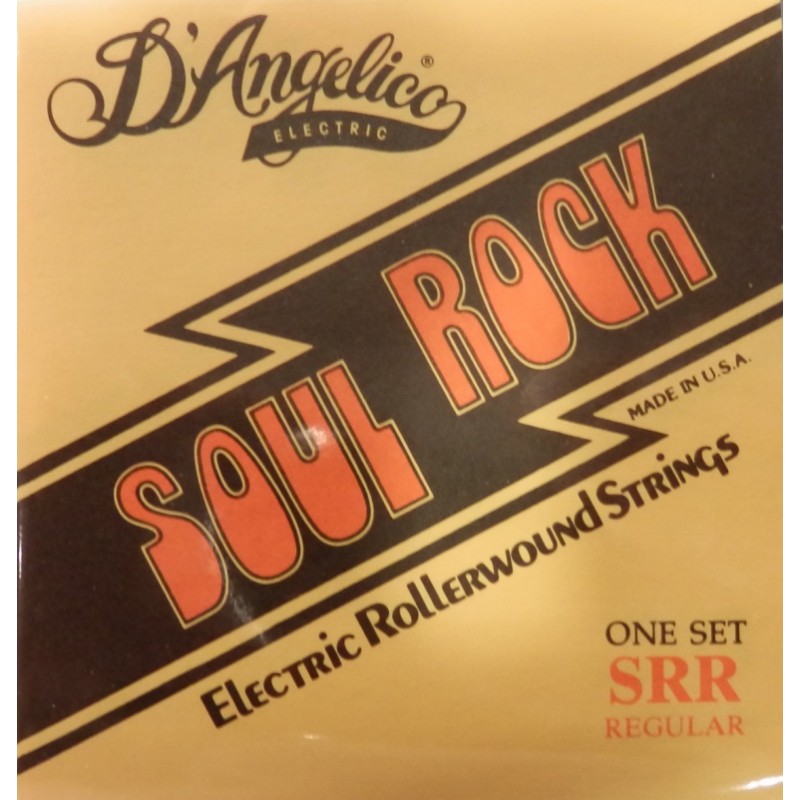 D'Angelico®
ELECTRIC
SOUL ROCK
MADE IN U.S.A.
Electric Rollerwound Strings
ONE SET
SRR
REGULAR